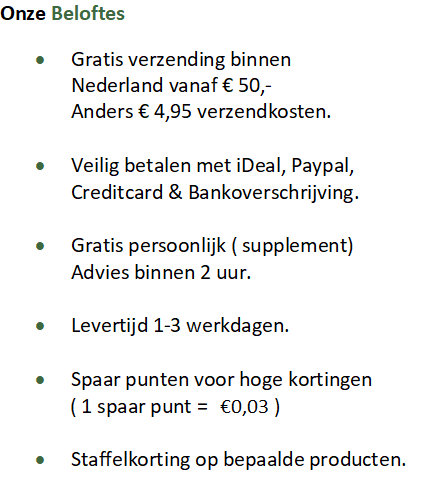 Onze Beloftes
• Gratis verzending binnen
Nederland vanaf € 50,-
Anders € 4,95 verzendkosten.
• Veilig betalen met iDeal, Paypal,
Creditcard & Bankoverschrijving.
• Gratis persoonlijk ( supplement)
Advies binnen 2 uur.
• Levertijd 1-3 werkdagen.
• Spaar punten voor hoge kortingen
( 1 spaar punt = €0,03 )
• Staffelkorting op bepaalde producten.